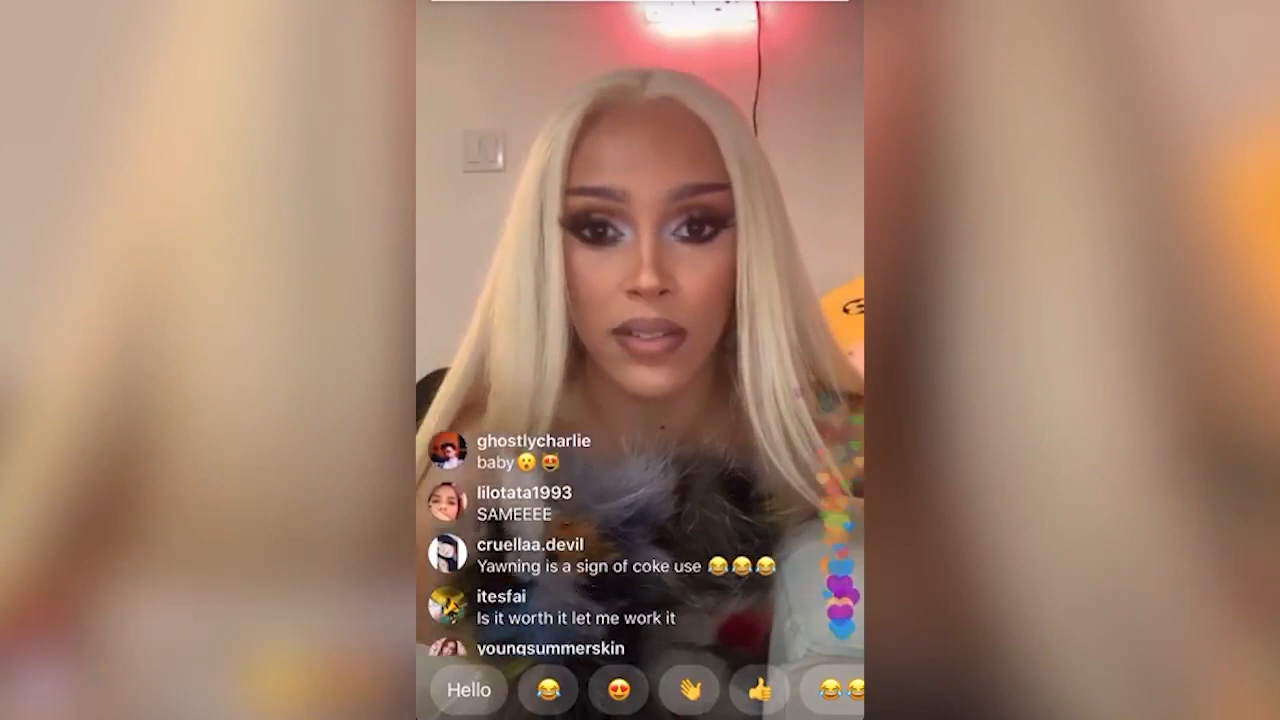 ghostlycharlie
baby😮😍
lilotata1993
SAMEEEE
cruellaa.devil
Yawning is a sign of coke use 😂😂😂
itesfai
Is it worth it let me work it
youngsummerskin
Hello 😂 😍 👋 👍 😂😂